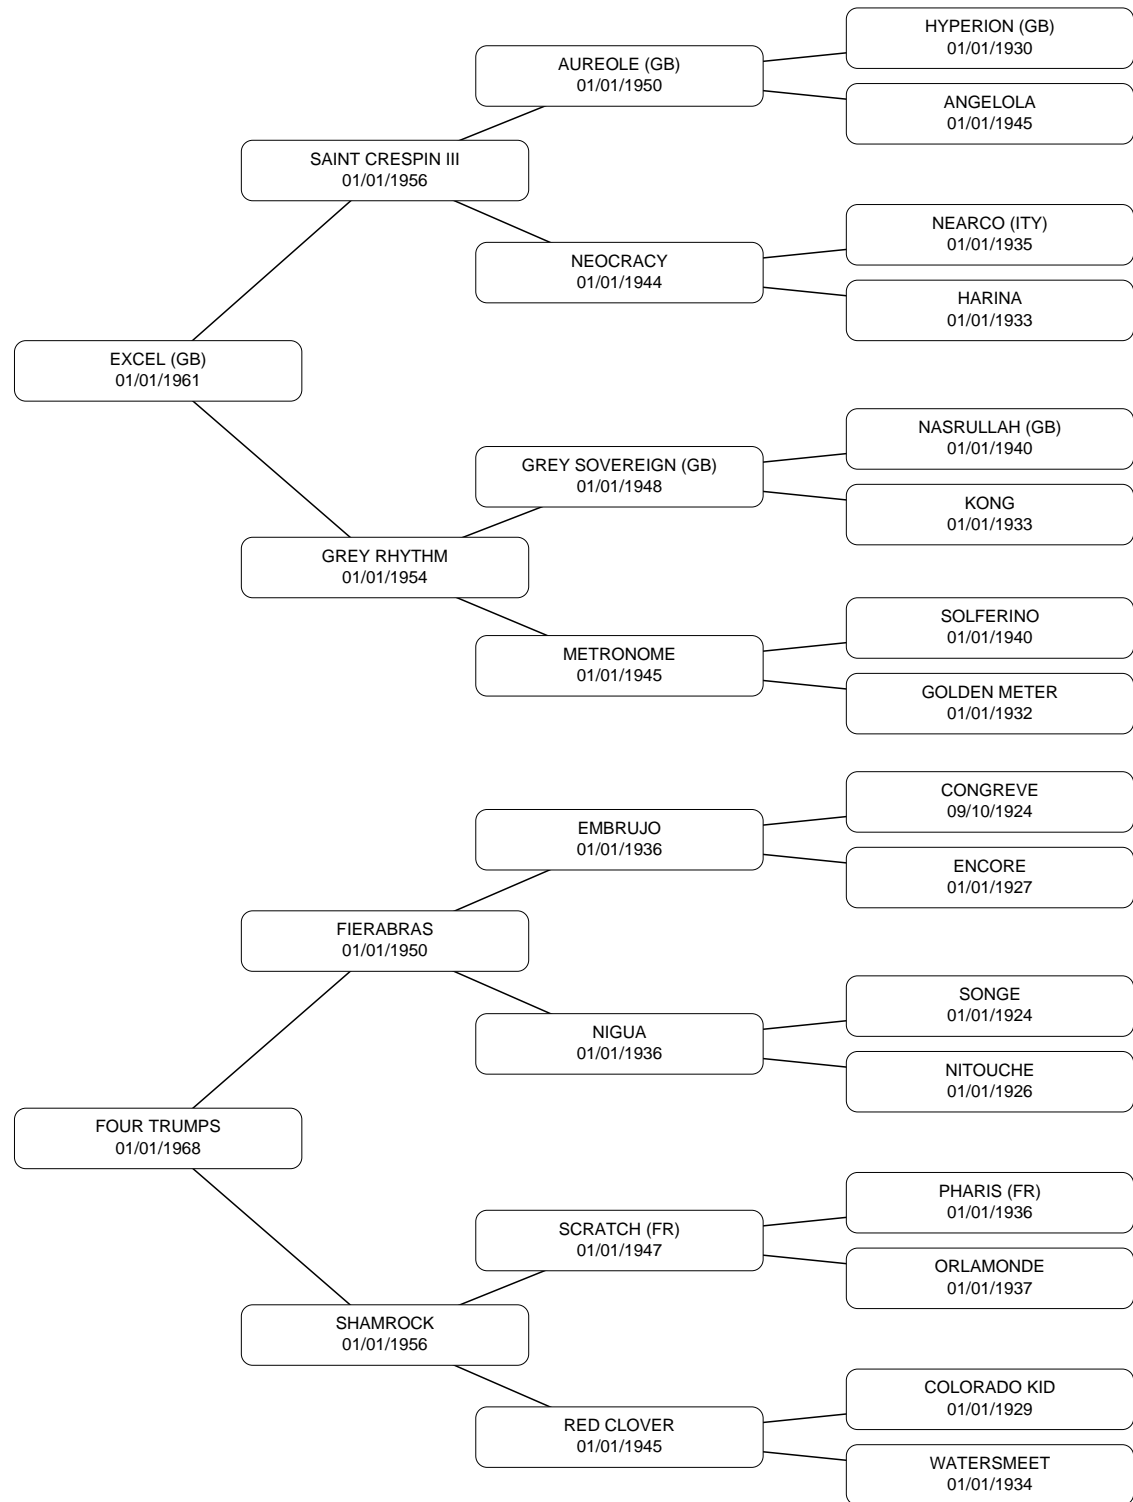 HYPERION (GB)
01/01/1930
AUREOLE (GB)
01/01/1950
ANGELOLA
01/01/1945
SAINT CRESPIN III
01/01/1956
NEARCO (ITY)
01/01/1935
NEOCRACY
01/01/1944
HARINA
01/01/1933
EXCEL (GB)
01/01/1961
NASRULLAH (GB)
01/01/1940
GREY SOVEREIGN (GB)
01/01/1948
KONG
01/01/1933
GREY RHYTHM
01/01/1954
SOLFERINO
01/01/1940
METRONOME
01/01/1945
GOLDEN METER
01/01/1932
CONGREVE
09/10/1924
EMBRUJO
01/01/1936
ENCORE
01/01/1927
FIERABRAS
01/01/1950
SONGE
01/01/1924
NIGUA
01/01/1936
NITOUCHE
01/01/1926
FOUR TRUMPS
01/01/1968
PHARIS (FR)
01/01/1936
SCRATCH (FR)
01/01/1947
ORLAMONDE
01/01/1937
SHAMROCK
01/01/1956
COLORADO KID
01/01/1929
RED CLOVER
01/01/1945
WATERSMEET
01/01/1934